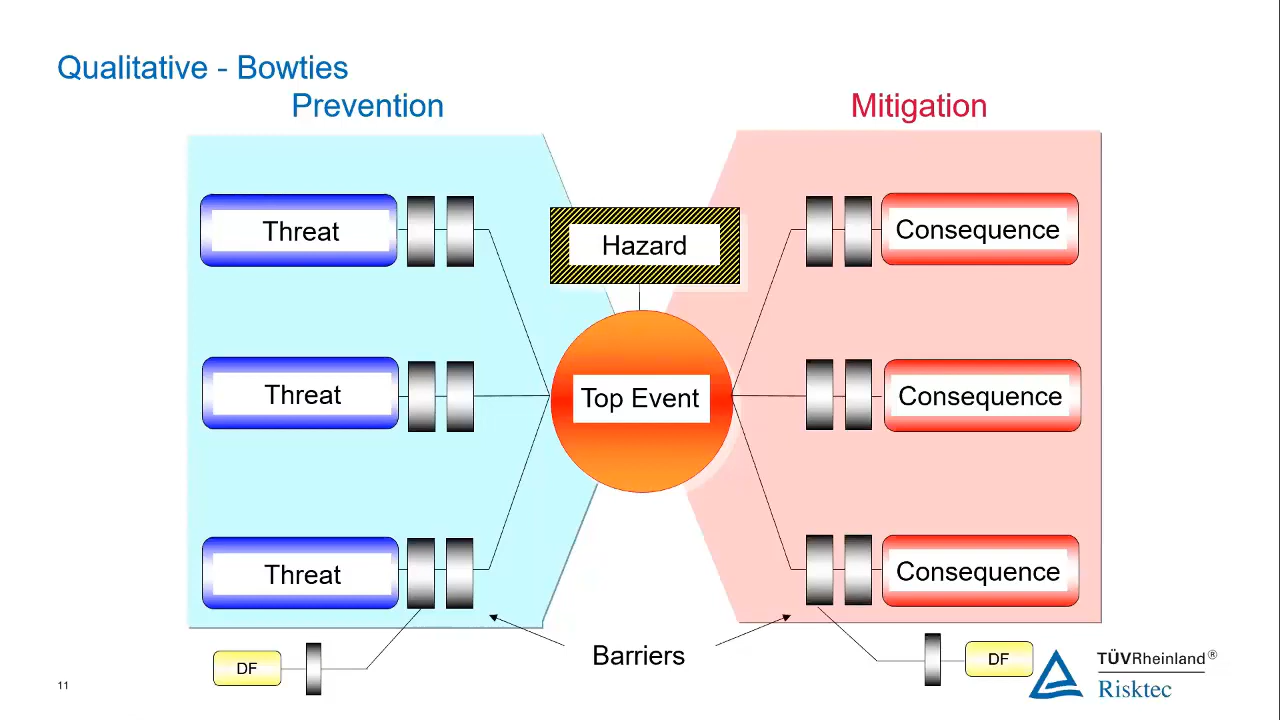 Qualitative - Bowties
Prevention
Mitigation
Threat
Hazard
Consequence
Threat
Top Event
Consequence
Threat
Consequence
Barriers
DF
DF
TÜVRheinland®
Risktec
11